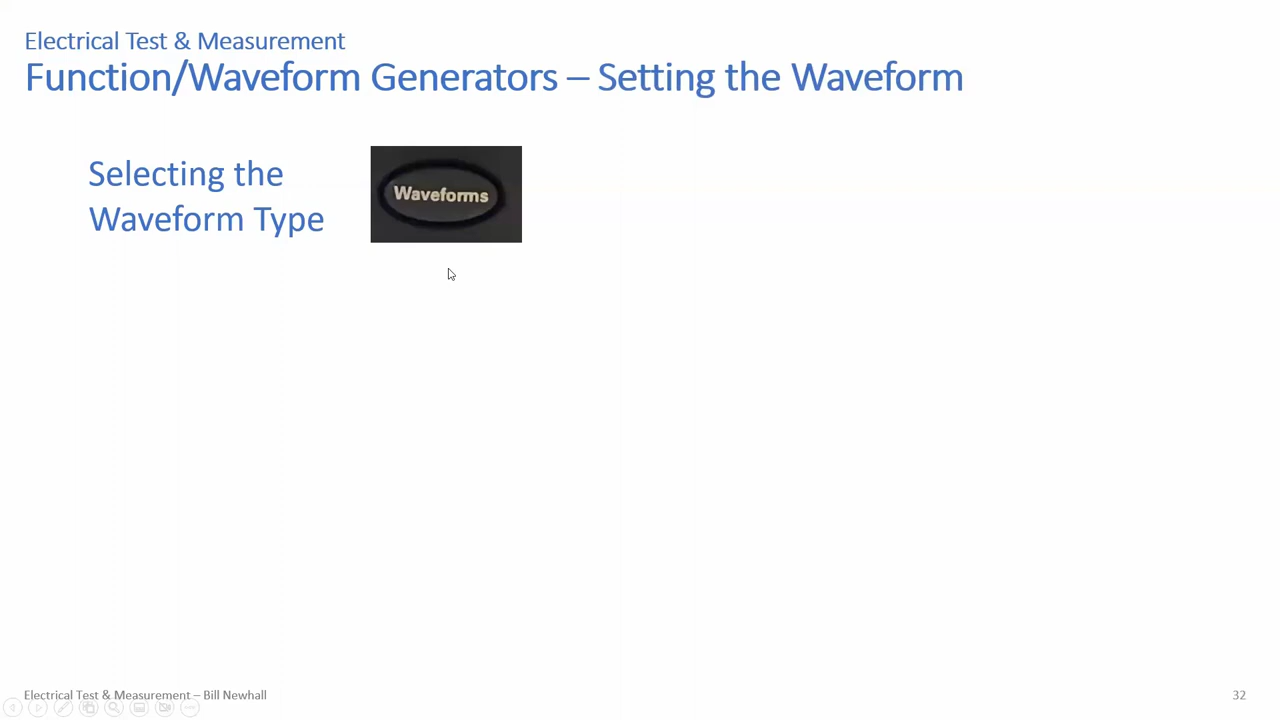 Electrical Test & Measurement
Function/Waveform Generators – Setting the Waveform
Selecting the
Waveform Type
Waveforms
Electrical Test & Measurement – Bill Newhall
32